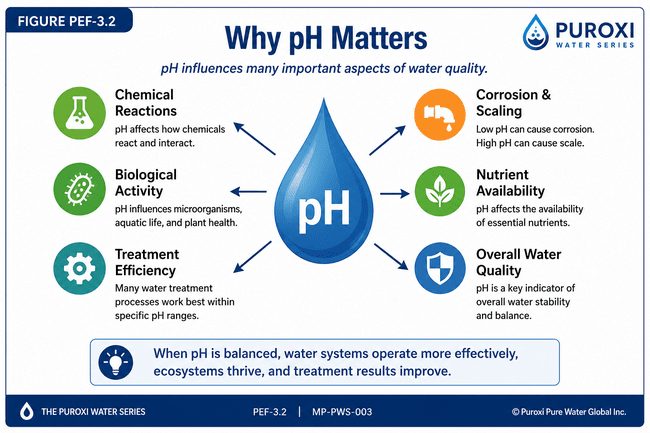 FIGURE PEF-3.2
PUROXI
WATER SERIES
Why pH Matters
pH influences many important aspects of water quality.
Chemical
Reactions
pH affects how chemicals
react and interact.
Biological
Activity
pH influences microorganisms,
aquatic life, and plant health.
Treatment
Efficiency
Many water treatment
processes work best within
specific pH ranges.
pH
Corrosion &
Scaling
Low pH can cause corrosion.
High pH can cause scale.
Nutrient
Availability
pH affects the availability
of essential nutrients.
Overall Water
Quality
pH is a key indicator of
overall water stability
and balance.
When pH is balanced, water systems operate more effectively,
ecosystems thrive, and treatment results improve.
THE PUROXI WATER SERIES
PEF-3.2 | MP-PWS-003
© Puroxi Pure Water Global Inc.